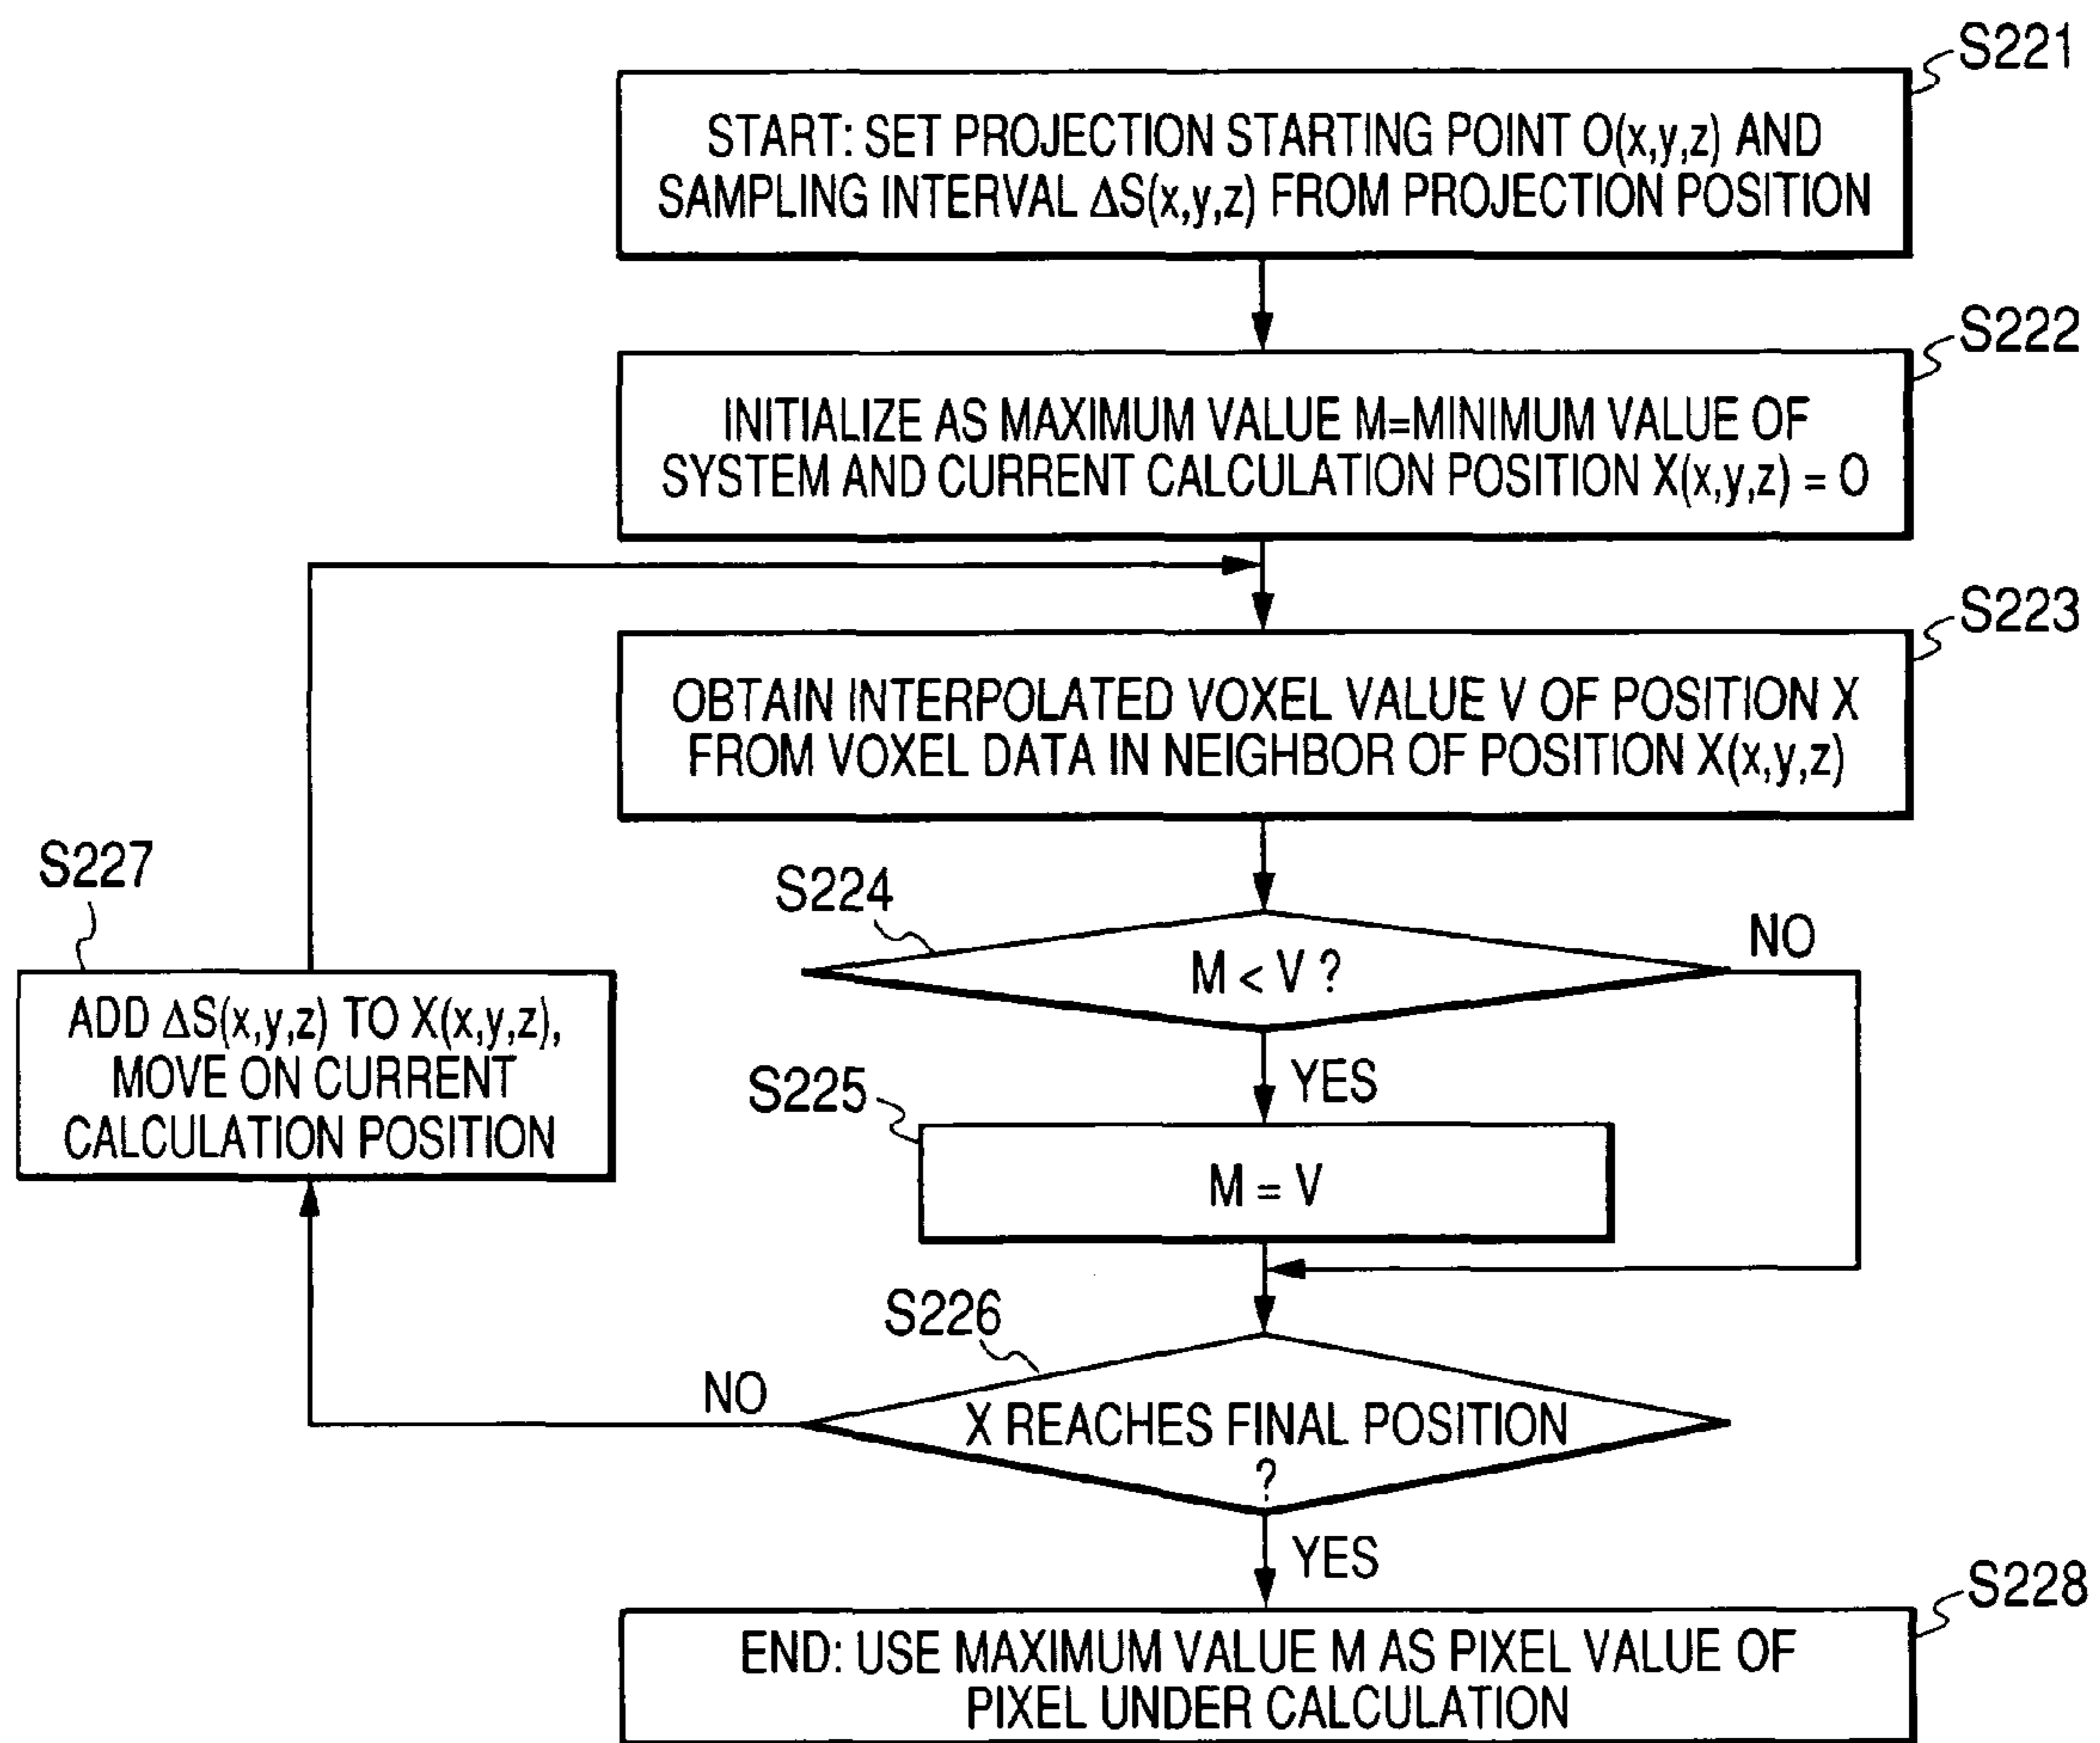 S221
START: SET PROJECTION STARTING POINT O(x,y,z) AND
SAMPLING INTERVAL ΔS(x,y,z) FROM PROJECTION POSITION
S222
INITIALIZE AS MAXIMUM VALUE M=MINIMUM VALUE OF
SYSTEM AND CURRENT CALCULATION POSITION X(x,y,z) = O
S223
OBTAIN INTERPOLATED VOXEL VALUE V OF POSITION X
FROM VOXEL DATA IN NEIGHBOR OF POSITION X(x,y,z)
S224
M < V ?
NO
YES
S225
M = V
S226
X REACHES FINAL POSITION
?
NO
YES
S227
ADD ΔS(x,y,z) TO X(x,y,z),
MOVE ON CURRENT
CALCULATION POSITION
S228
END: USE MAXIMUM VALUE M AS PIXEL VALUE OF
PIXEL UNDER CALCULATION